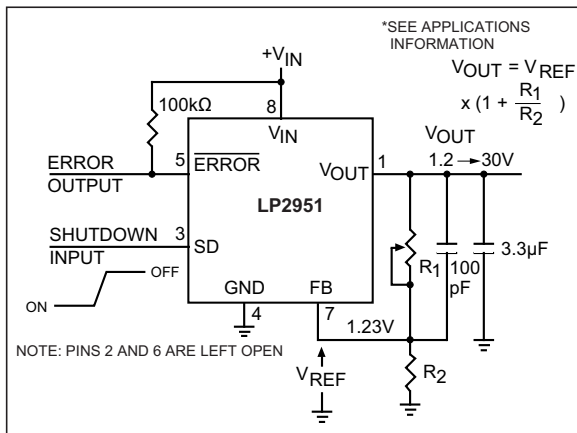 *SEE APPLICATIONS
INFORMATION
+VIN
VOUT = VREF
x (1 + R1/R2 )
100kΩ
8
VIN
VOUT
1.2 → 30V
ERROR
OUTPUT
5
ERROR
VOUT
1
LP2951
SHUTDOWN
INPUT
3
SD
R1
100
pF
3.3µF
OFF
ON
GND
FB
4
7
1.23V
NOTE: PINS 2 AND 6 ARE LEFT OPEN
VREF
R2